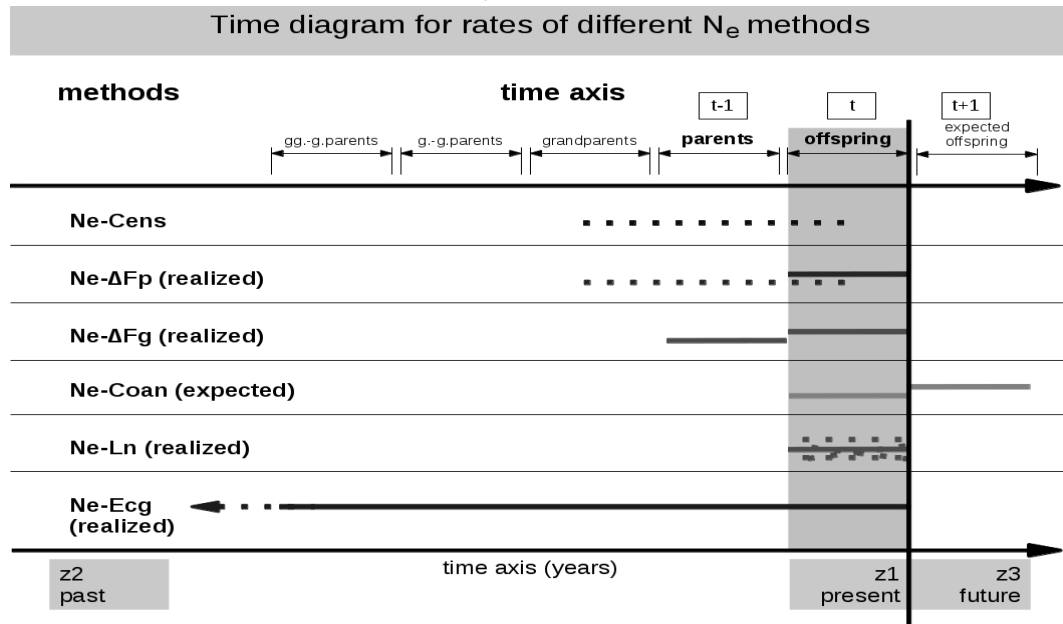 Time diagram for rates of different Ne methods
methods
time axis
t-1
t
t+1
gg.-g.parents
g.-g.parents
grandparents
parents
offspring
expected
offspring
Ne-Cens
Ne-ΔFp (realized)
Ne-ΔFg (realized)
Ne-Coan (expected)
Ne-Ln (realized)
Ne-Ecg
(realized)
time axis (years)
z2
past
z1
present
z3
future